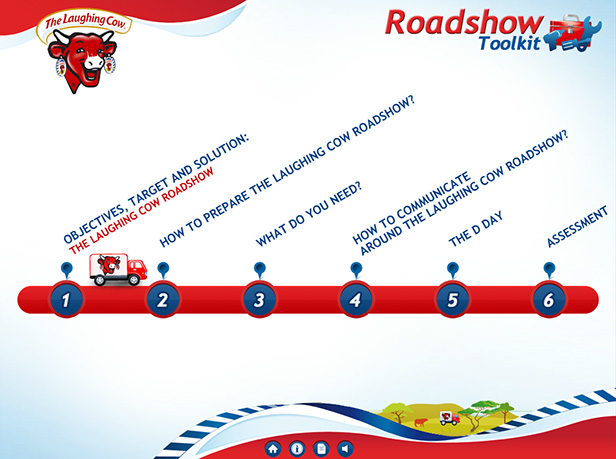 The Laughing Cow.
Roadshow
Toolkit
OBJECTIVES, TARGET AND SOLUTION:
THE LAUGHING COW ROADSHOW
HOW TO PREPARE THE LAUGHING COW ROADSHOW?
WHAT DO YOU NEED?
HOW TO COMMUNICATE
AROUND THE LAUGHING COW ROADSHOW?
THE D DAY
ASSESSMENT
1
2
3
4
5
6